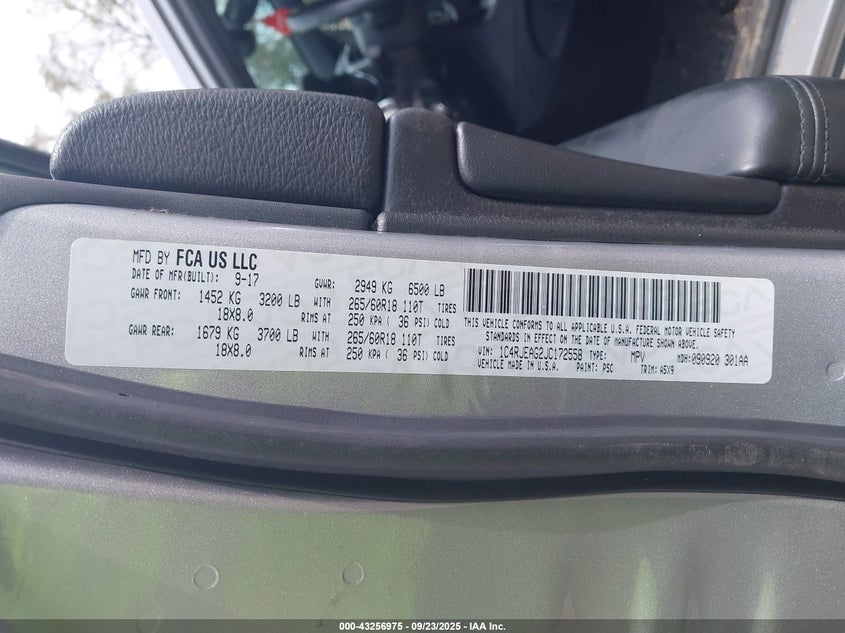 MFD BY FCA US LLC
DATE OF MFR(BUILT): 9-17 GVWR: 2949 KG 6500 LB
GAWR FRONT: 1452 KG 3200 LB WITH 265/60R18 110T TIRES
18X8.0 RIMS AT 250 KPA ( 36 PSI) COLD
GAWR REAR: 1679 KG 3700 LB WITH 265/60R18 110T TIRES
18X8.0 RIMS AT 250 KPA ( 36 PSI) COLD
THIS VEHICLE CONFORMS TO ALL APPLICABLE U.S.A. FEDERAL MOTOR VEHICLE SAFETY
STANDARDS IN EFFECT ON THE DATE OF MANUFACTURE SHOWN ABOVE.
VIN: 1C4RJEAG2JC172558 TYPE: MPV MDH: 090920 301AA
VEHICLE MADE IN U.S.A. PAINT: PSC TRIM: A5X9
000-43256975 - 09/23/2025 - IAA Inc.